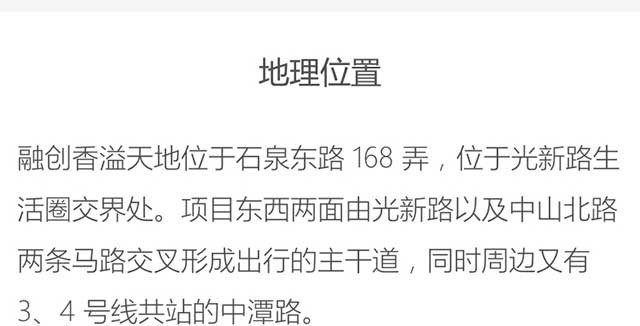 地理位置
融创香溢天地位于石泉东路 168 弄，位于光新路生
活圈交界处。项目东西两面由光新路以及中山北路
两条马路交叉形成出行的主干道，同时周边又有
3、4 号线共站的中潭路。